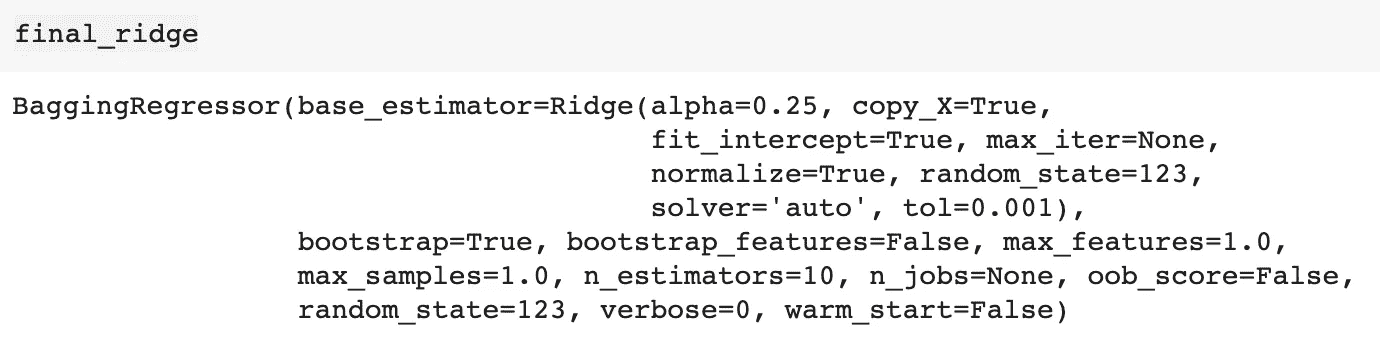 final_ridge
BaggingRegressor(base_estimator=Ridge(alpha=0.25, copy_X=True,
fit_intercept=True, max_iter=None,
normalize=True, random_state=123,
solver='auto', tol=0.001),
bootstrap=True, bootstrap_features=False, max_features=1.0,
max_samples=1.0, n_estimators=10, n_jobs=None, oob_score=False,
random_state=123, verbose=0, warm_start=False)